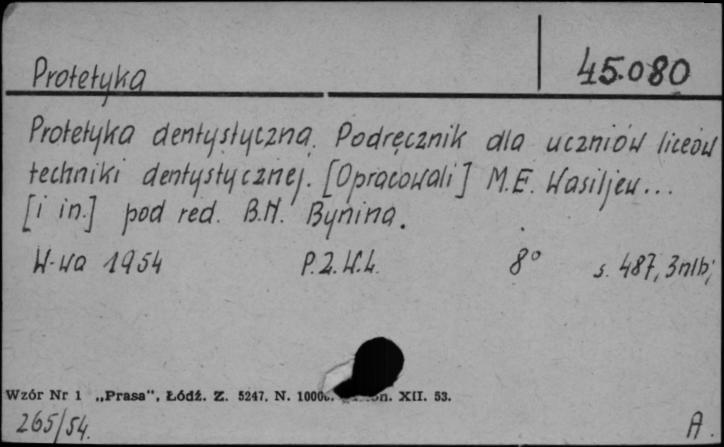 Protetyka 45.080
Protetyka dentystyczna. Podręcznik dla uczniów liceów
techniki dentystycznej. [Opracowali] M.E. Wasiljew...
[i in.] pod red. B.N. Bynina.
W-wa 1954 P.Z.W.L. 8° s. 487, 3nlb;
Wzór Nr 1 „Prasa", Łódź. Z. 5247. N. XII. 53.
265/54. A.